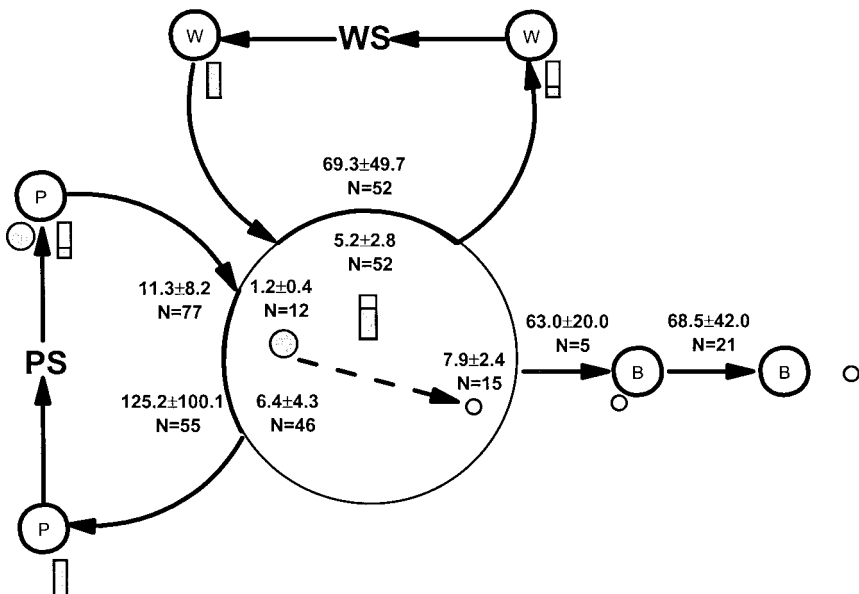 W
WS
W
69.3±49.7
N=52
P
5.2±2.8
N=52
11.3±8.2
N=77
1.2±0.4
N=12
63.0±20.0
N=5
68.5±42.0
N=21
PS
7.9±2.4
N=15
B
B
125.2±100.1
N=55
6.4±4.3
N=46
P